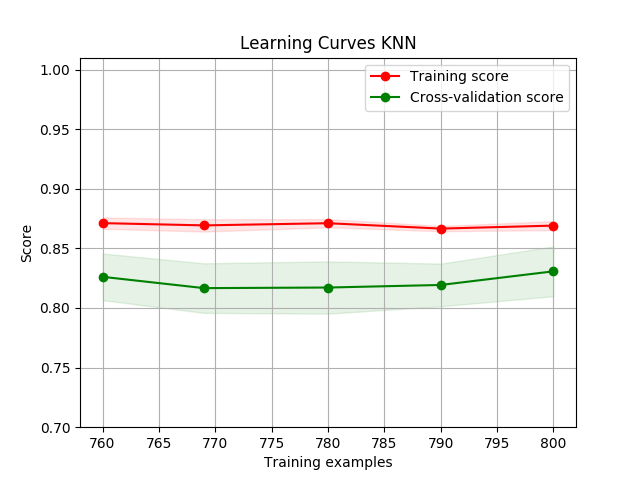 Learning Curves KNN
1.00
0.95
0.90
0.85
0.80
0.75
0.70
Score
Training score
Cross-validation score
760 765 770 775 780 785 790 795 800
Training examples